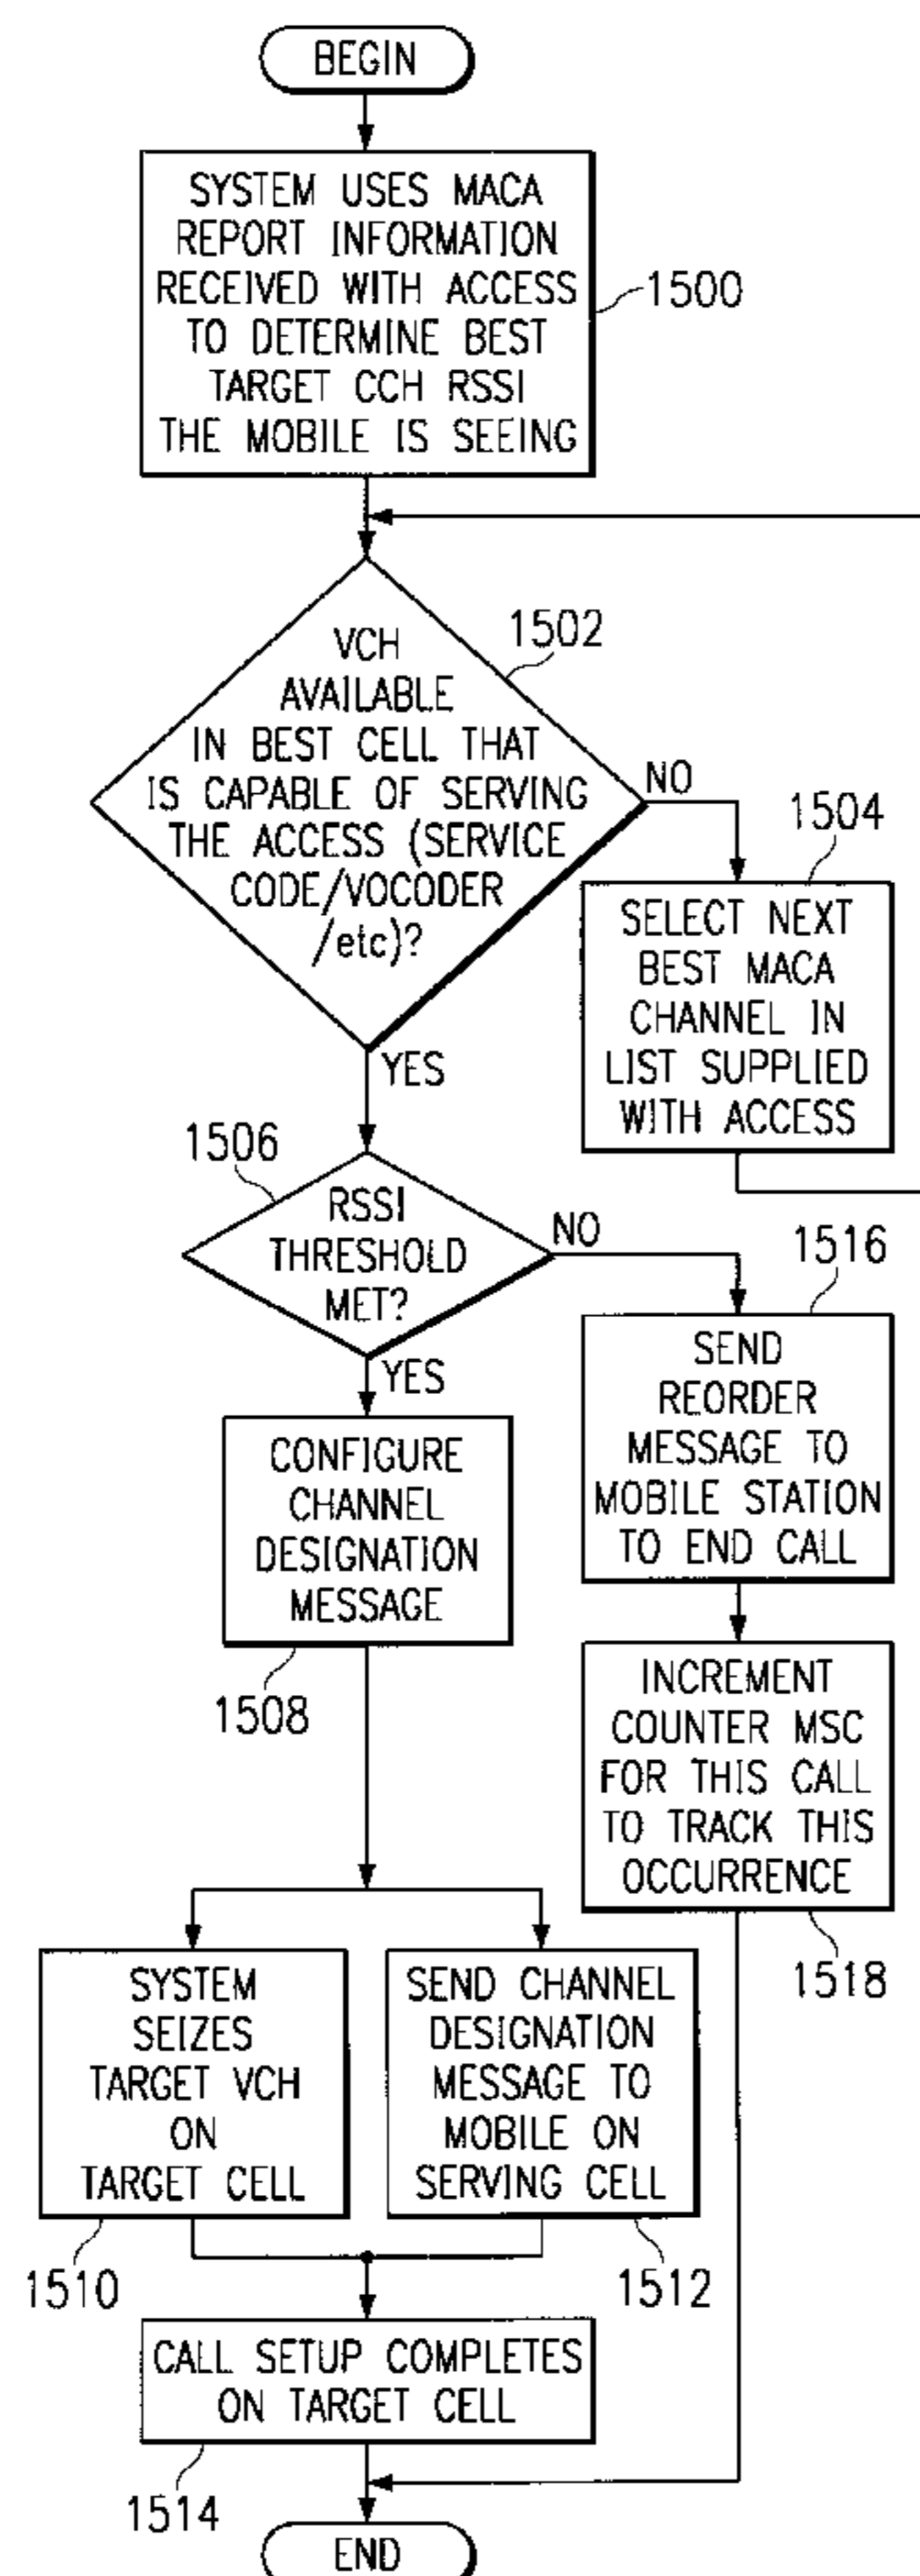 BEGIN
SYSTEM USES MACA
REPORT INFORMATION
RECEIVED WITH ACCESS
TO DETERMINE BEST
TARGET CCH RSSI
THE MOBILE IS SEEING
1500
VCH
AVAILABLE
IN BEST CELL THAT
IS CAPABLE OF SERVING
THE ACCESS (SERVICE
CODE/VOCODER
/etc)?
1502
NO
1504
SELECT NEXT
BEST MACA
CHANNEL IN
LIST SUPPLIED
WITH ACCESS
YES
1506
RSSI
THRESHOLD
MET?
NO
1516
SEND
REORDER
MESSAGE TO
MOBILE STATION
TO END CALL
YES
CONFIGURE
CHANNEL
DESIGNATION
MESSAGE
1508
INCREMENT
COUNTER MSC
FOR THIS CALL
TO TRACK THIS
OCCURRENCE
1518
SYSTEM
SEIZES
TARGET VCH
ON
TARGET CELL
1510
SEND CHANNEL
DESIGNATION
MESSAGE TO
MOBILE ON
SERVING CELL
1512
CALL SETUP COMPLETES
ON TARGET CELL
1514
END